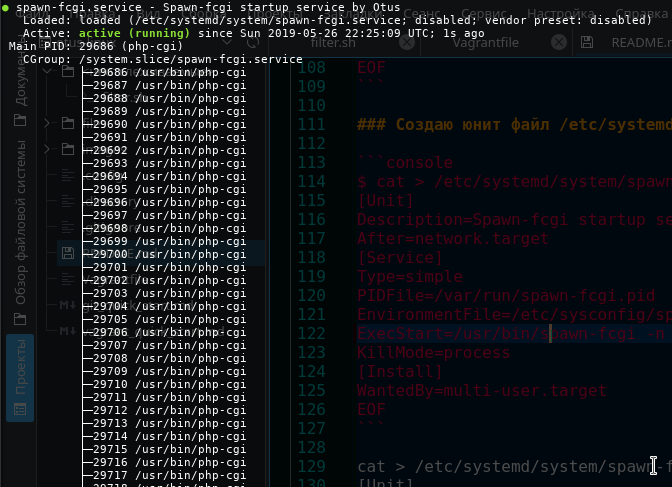 ● spawn-fcgi.service - Spawn-fcgi startup service by Otus
Loaded: loaded (/etc/systemd/system/spawn-fcgi.service; disabled; vendor preset: disabled)
Active: active (running) since Sun 2019-05-26 22:25:09 UTC; 1s ago
Main PID: 29686 (php-cgi)
CGroup: /system.slice/spawn-fcgi.service
├─29686 /usr/bin/php-cgi
├─29687 /usr/bin/php-cgi
├─29688 /usr/bin/php-cgi
├─29689 /usr/bin/php-cgi
├─29690 /usr/bin/php-cgi
├─29691 /usr/bin/php-cgi
├─29692 /usr/bin/php-cgi
├─29693 /usr/bin/php-cgi
├─29694 /usr/bin/php-cgi
├─29695 /usr/bin/php-cgi
├─29696 /usr/bin/php-cgi
├─29697 /usr/bin/php-cgi
├─29698 /usr/bin/php-cgi
├─29699 /usr/bin/php-cgi
├─29700 /usr/bin/php-cgi
├─29701 /usr/bin/php-cgi
├─29702 /usr/bin/php-cgi
├─29703 /usr/bin/php-cgi
├─29704 /usr/bin/php-cgi
├─29705 /usr/bin/php-cgi
├─29706 /usr/bin/php-cgi
├─29707 /usr/bin/php-cgi
├─29708 /usr/bin/php-cgi
├─29709 /usr/bin/php-cgi
├─29710 /usr/bin/php-cgi
├─29711 /usr/bin/php-cgi
├─29712 /usr/bin/php-cgi
├─29713 /usr/bin/php-cgi
├─29714 /usr/bin/php-cgi
├─29715 /usr/bin/php-cgi
├─29716 /usr/bin/php-cgi
├─29717 /usr/bin/php-cgi
├─29718 /usr/bin/php-cgi
Сеанс Сервис Настройка Справка
filter.sh
Vagrantfile
README.m
Обзор файловой системы
Проекты
108 EOF
109 ```
110
111 ### Создаю юнит файл /etc/systemd
112
113 ```console
114 $ cat > /etc/systemd/system/spawn
115 [Unit]
116 Description=Spawn-fcgi startup se
117 After=network.target
118 [Service]
119 Type=simple
120 PIDFile=/var/run/spawn-fcgi.pid
121 EnvironmentFile=/etc/sysconfig/sp
122 ExecStart=/usr/bin/spawn-fcgi -n
123 KillMode=process
124 [Install]
125 WantedBy=multi-user.target
126 EOF
127 ```
128
129 cat > /etc/systemd/system/spawn-f
130 [Unit]